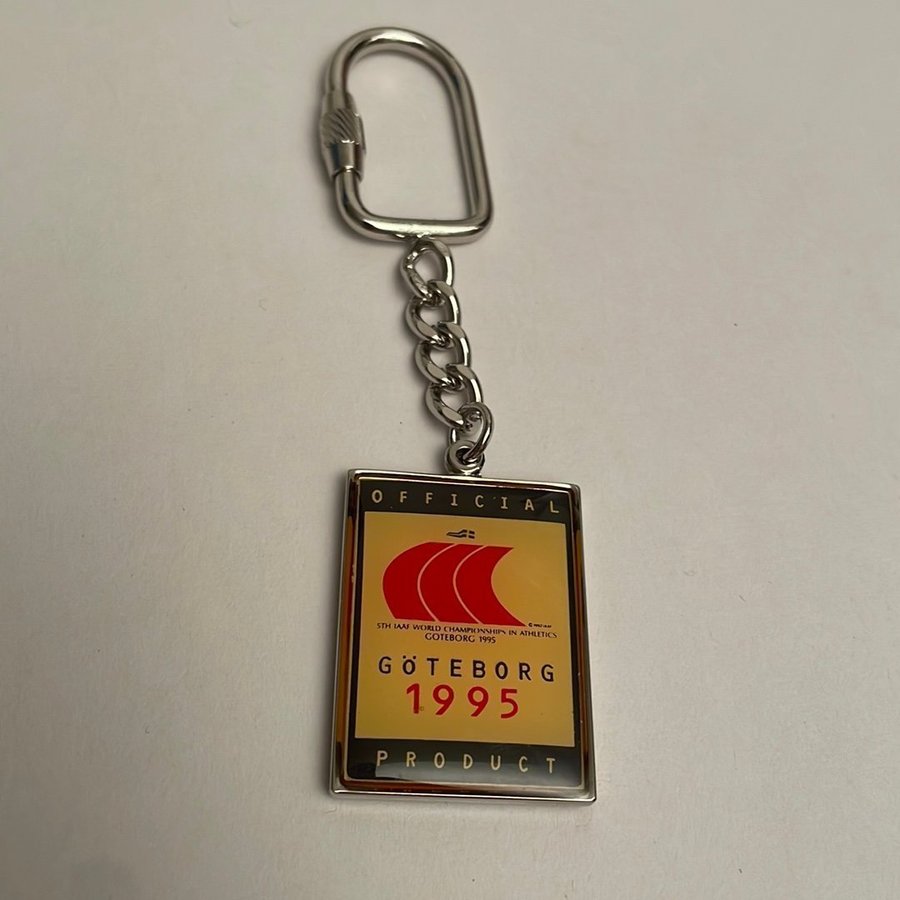 OFFICIAL
5TH IAAF WORLD CHAMPIONSHIPS IN ATHLETICS
GOTEBORG 1995
GÖTEBORG
1995
PRODUCT